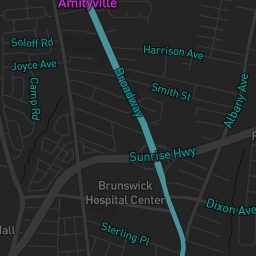 Amityville
Soloff Rd
Harrison Ave
Joyce Ave
Broadway
Camp Rd
Smith St
Albany Ave
Sunrise Hwy
Brunswick
Hospital Center
Dixon Ave
Sterling Pl